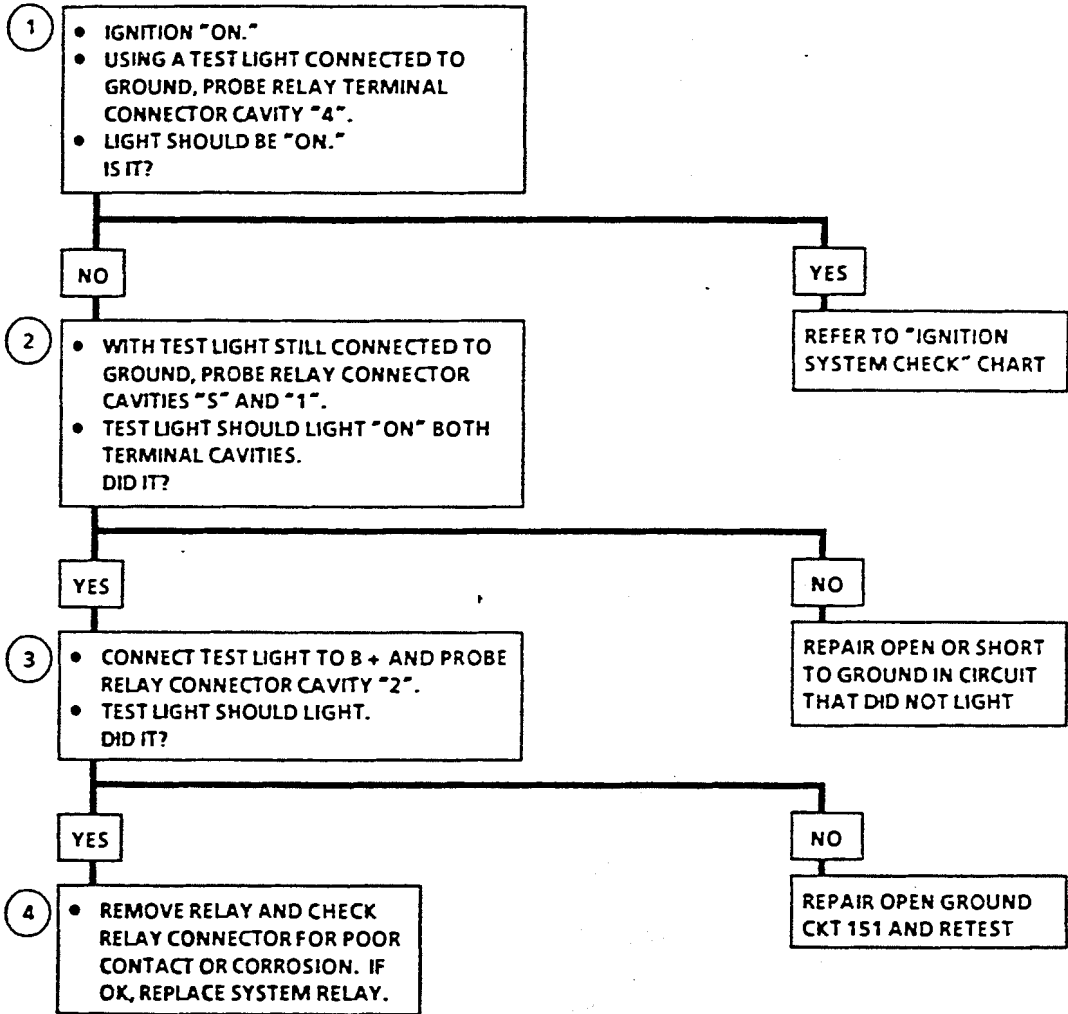 1
• IGNITION "ON."
• USING A TEST LIGHT CONNECTED TO
GROUND, PROBE RELAY TERMINAL
CONNECTOR CAVITY "4".
• LIGHT SHOULD BE "ON."
IS IT?
NO
YES
REFER TO "IGNITION
SYSTEM CHECK" CHART
2
• WITH TEST LIGHT STILL CONNECTED TO
GROUND, PROBE RELAY CONNECTOR
CAVITIES "5" AND "1".
• TEST LIGHT SHOULD LIGHT "ON" BOTH
TERMINAL CAVITIES.
DID IT?
YES
NO
REPAIR OPEN OR SHORT
TO GROUND IN CIRCUIT
THAT DID NOT LIGHT
3
• CONNECT TEST LIGHT TO B + AND PROBE
RELAY CONNECTOR CAVITY "2".
• TEST LIGHT SHOULD LIGHT.
DID IT?
YES
NO
REPAIR OPEN GROUND
CKT 151 AND RETEST
4
• REMOVE RELAY AND CHECK
RELAY CONNECTOR FOR POOR
CONTACT OR CORROSION. IF
OK, REPLACE SYSTEM RELAY.